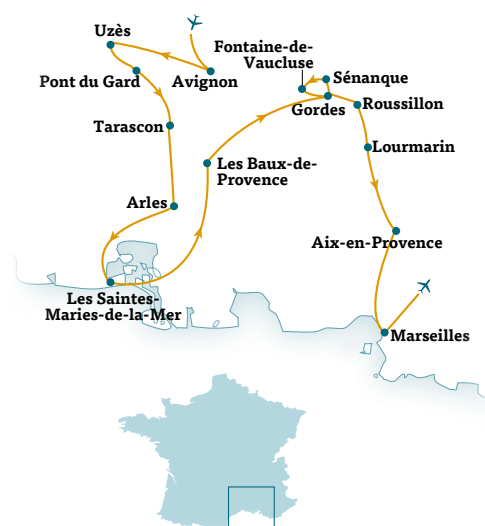 Uzès
Pont du Gard
Avignon
Fontaine-de-
Vaucluse
Sénanque
Gordes
Roussillon
Tarascon
Lourmarin
Les Baux-de-
Provence
Arles
Aix-en-Provence
Les Saintes-
Maries-de-la-Mer
Marseilles